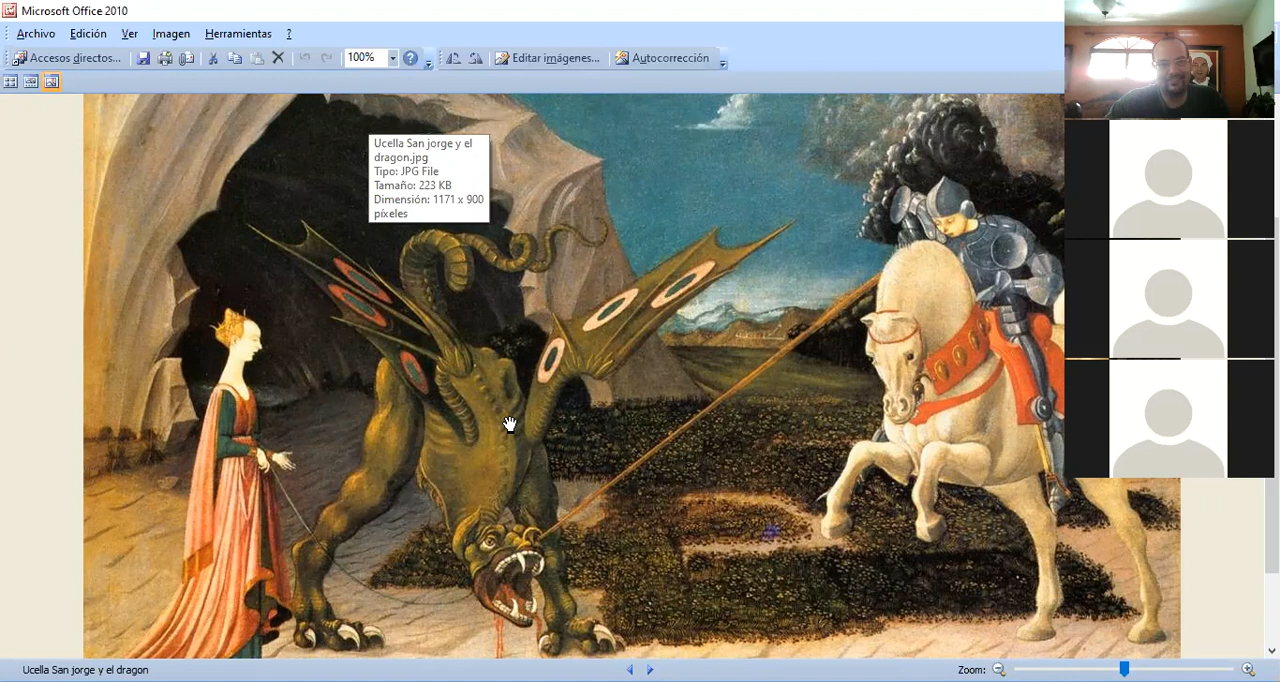 Microsoft Office 2010
Archivo Edición Ver Imagen Herramientas ?
Accesos directos... 100% Editar imágenes... Autocorrección
Ucella San jorge y el
dragon.jpg
Tipo: JPG File
Tamaño: 223 KB
Dimensión: 1171 x 900
píxeles
Ucella San jorge y el dragon Zoom: